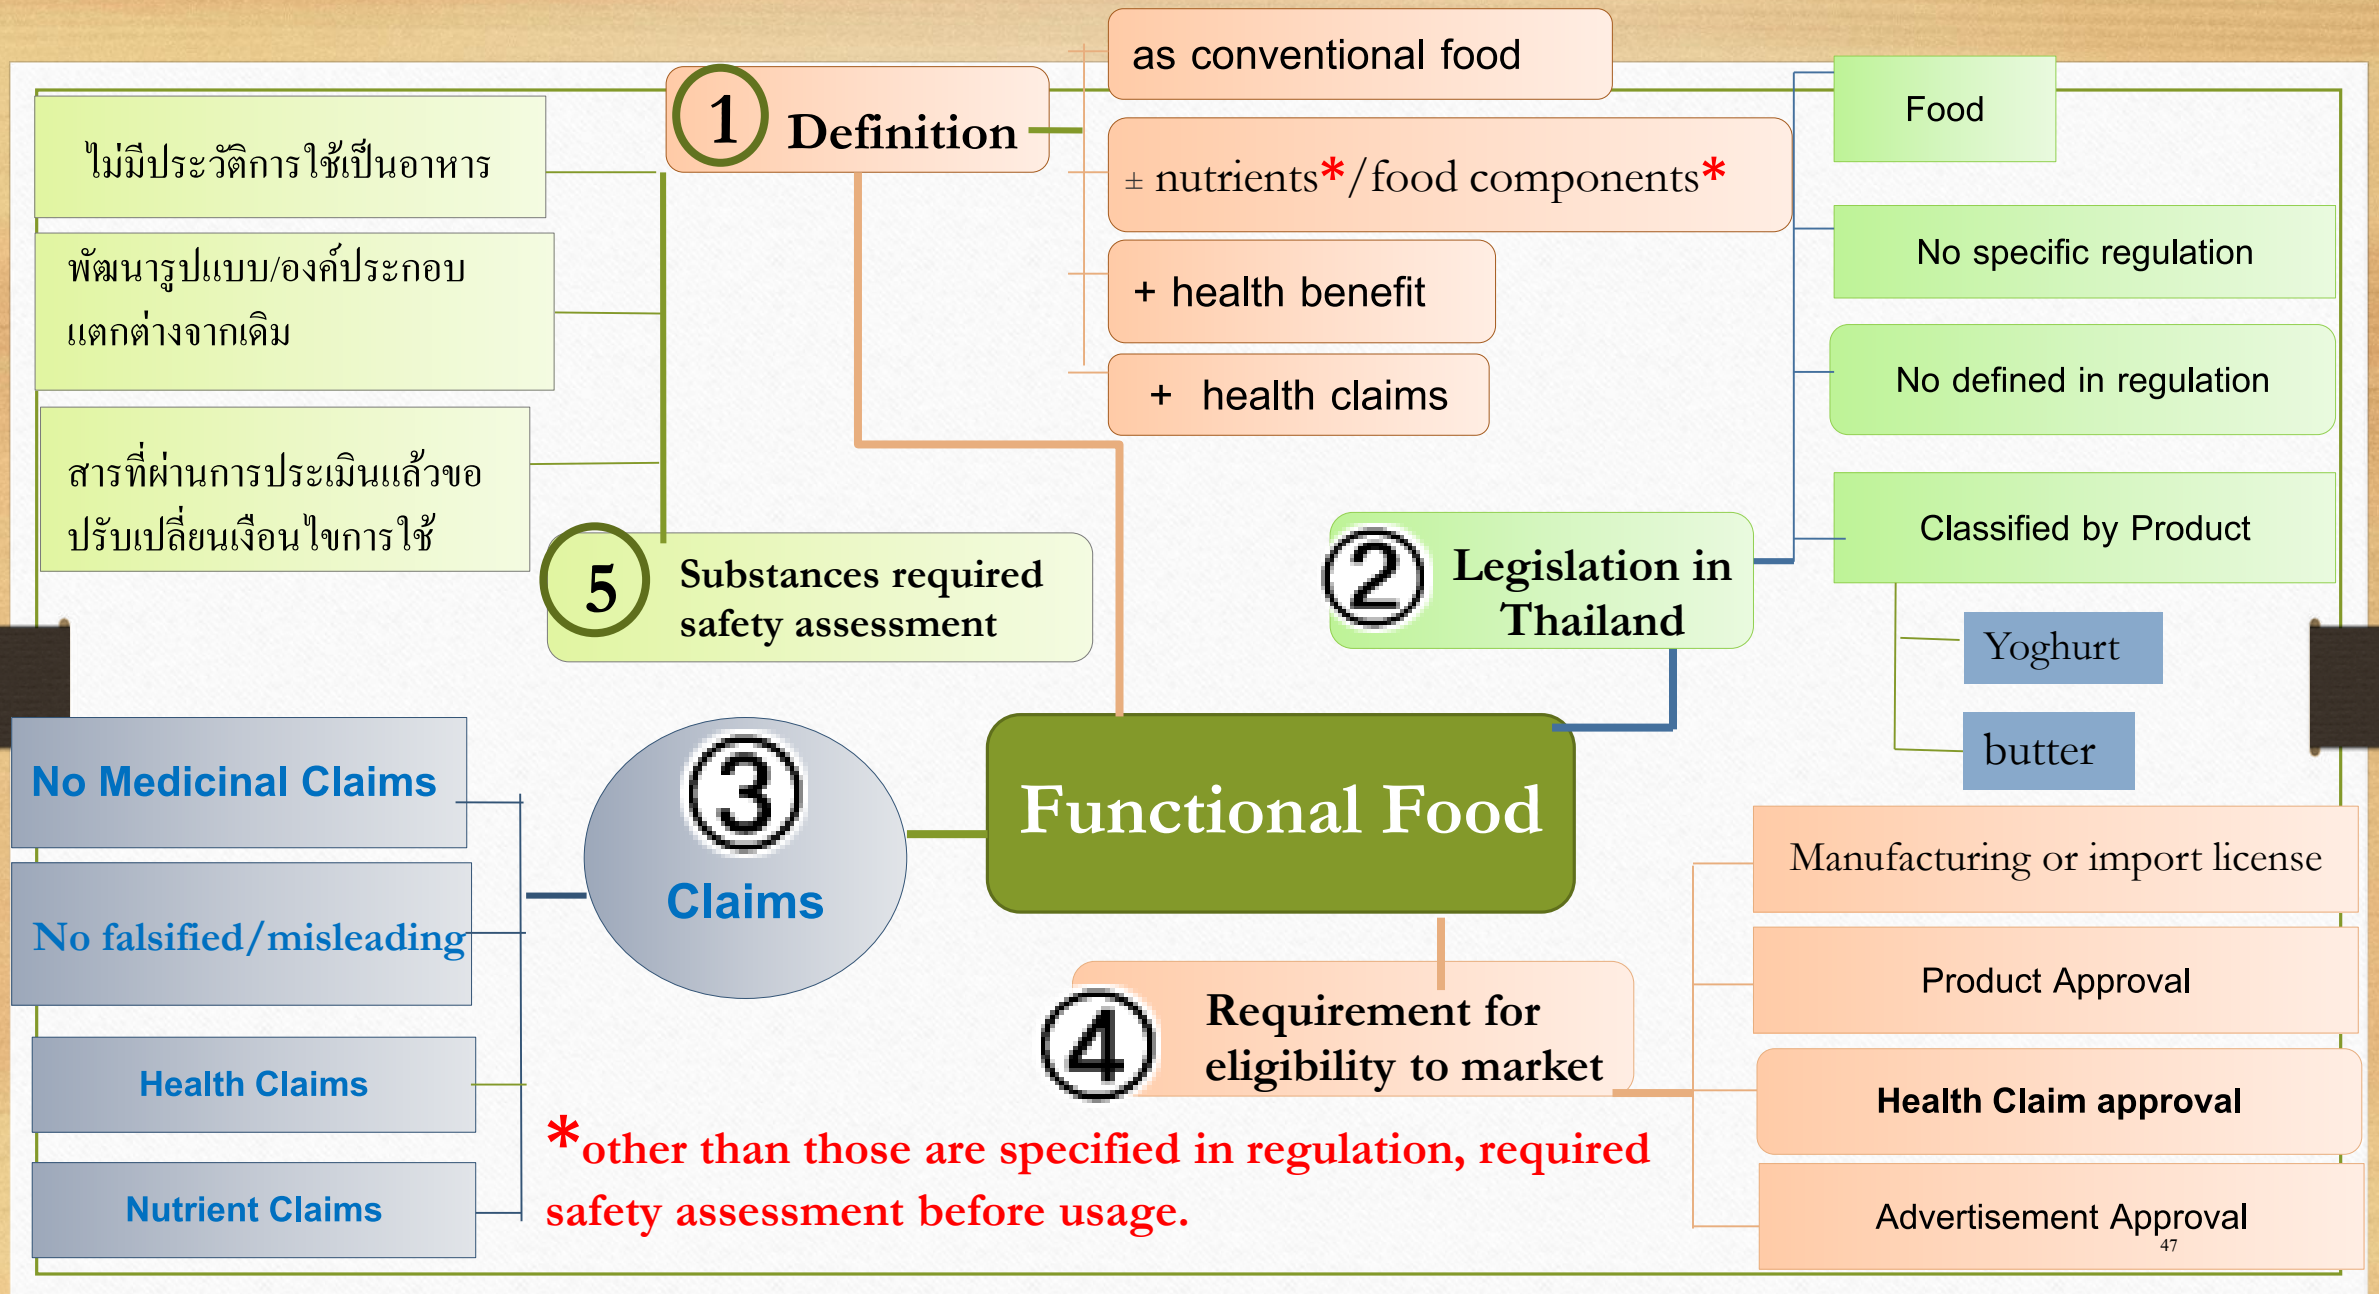 ① Definition
as conventional food
± nutrients*/food components*
+ health benefit
+ health claims
② Legislation in
Thailand
Food
No specific regulation
No defined in regulation
Classified by Product
Yoghurt
butter
Functional Food
③
Claims
No Medicinal Claims
No falsified/misleading
Health Claims
Nutrient Claims
④ Requirement for
eligibility to market
Manufacturing or import license
Product Approval
Health Claim approval
Advertisement Approval
⑤ Substances required
safety assessment
ไม่มีประวัติการใช้เป็นอาหาร
พัฒนารูปแบบ/องค์ประกอบ
แตกต่างจากเดิม
สารที่ผ่านการประเมินแล้วขอ
ปรับเปลี่ยนเงือนไขการใช้
*other than those are specified in regulation, required
safety assessment before usage.
47